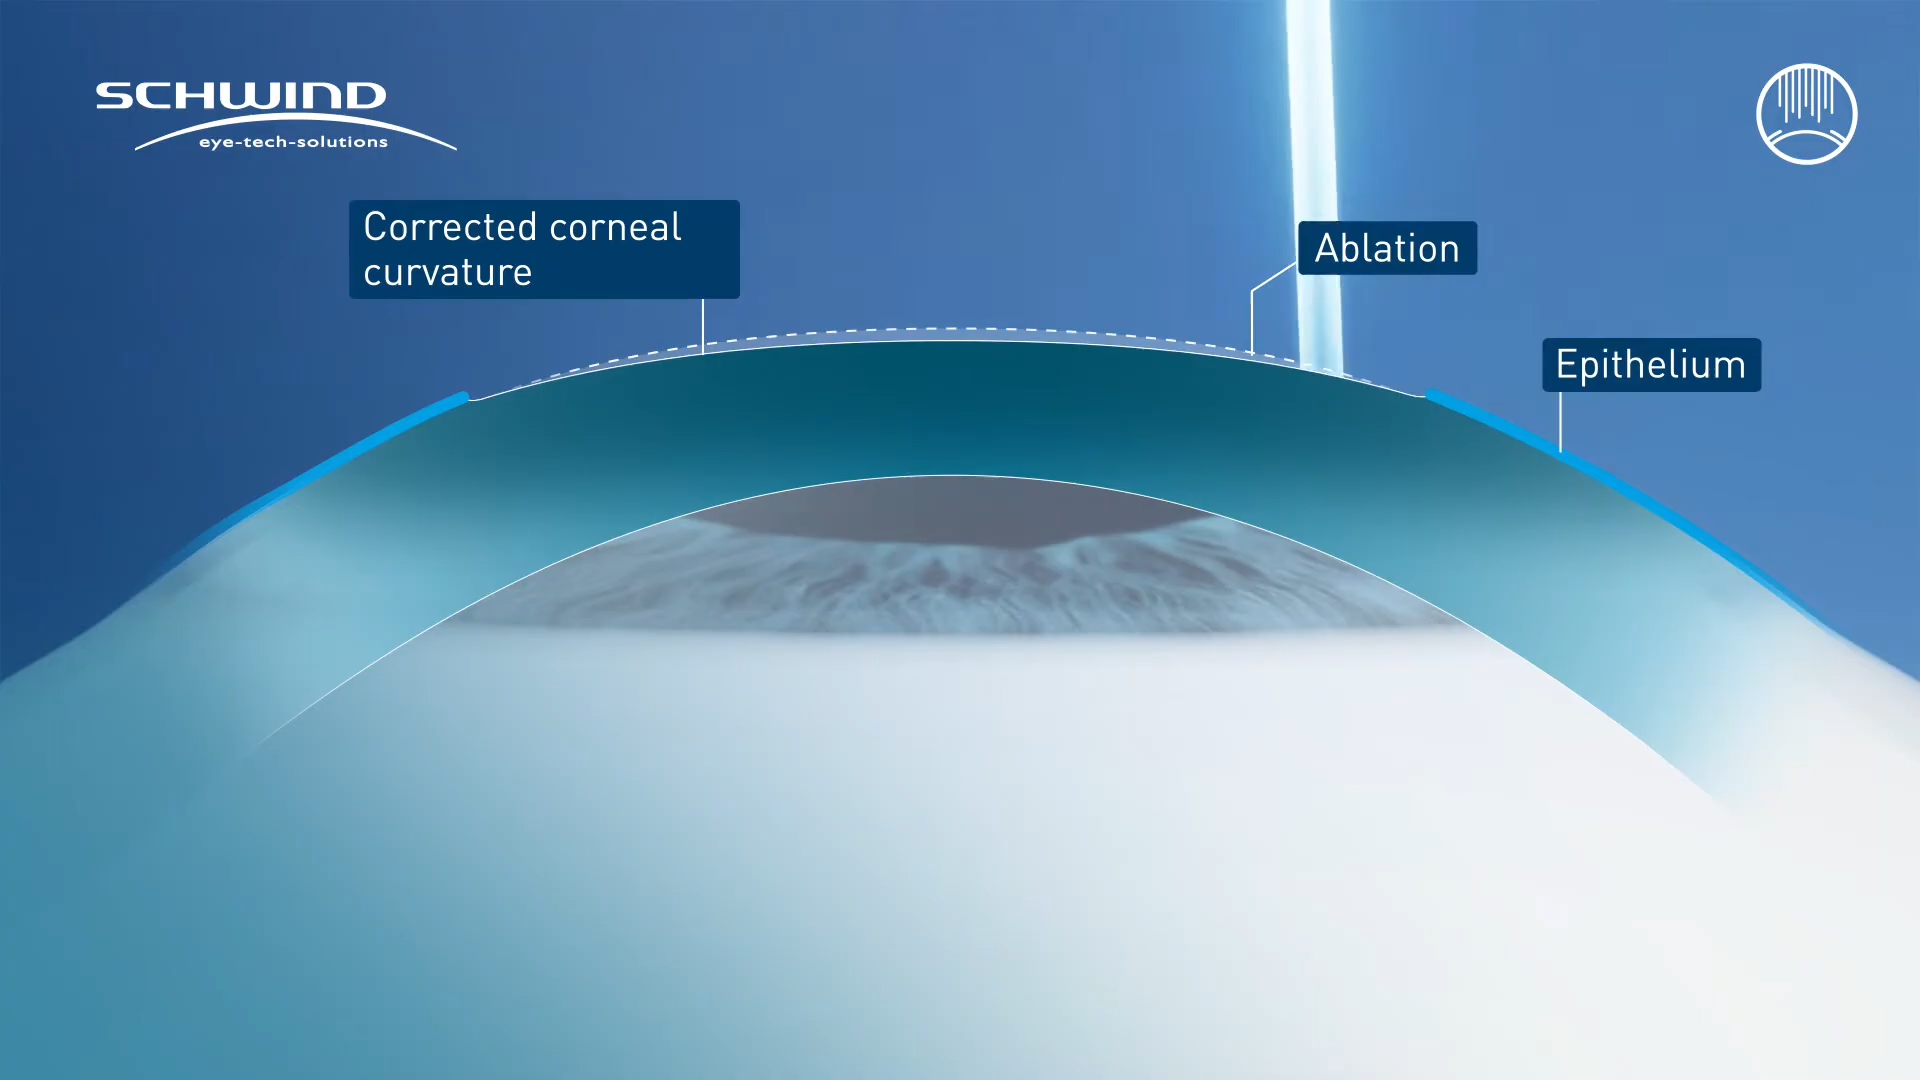 SCHWIND
eye-tech-solutions
Corrected corneal
curvature
Ablation
Epithelium